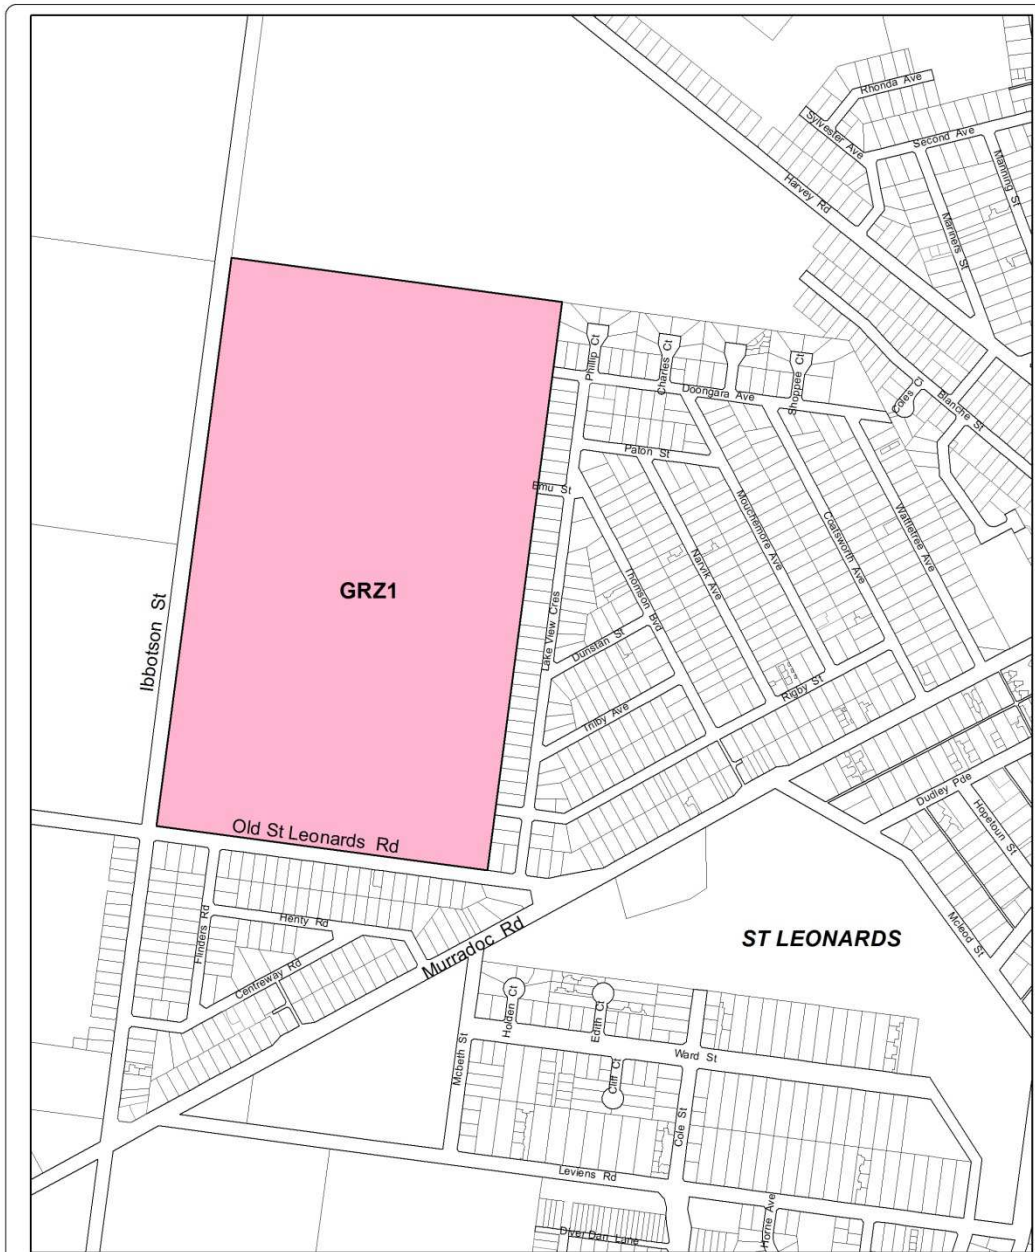 Rhonda Ave
Sylvester Ave
Second Ave
Manning St
Harvey Rd
Mariners St
Phillip Ct
Charles Ct
Shoppee Ct
Doongara Ave
Coles Ct
Blanche St
Paton St
Emu St
Mouchemore Ave
Coatsworth Ave
Wattletree Ave
Narvik Ave
Thomson Bvd
GRZ1
Ibbotson St
Lake View Cres
Dunstan St
Rigby St
Trilby Ave
Dudley Pde
Hopetoun St
Old St Leonards Rd
Mcleod St
Flinders Rd
Henty Rd
Murradoc Rd
ST LEONARDS
Centreway Rd
Holden Ct
Edith Ct
Mcbeth St
Ward St
Cliff Ct
Cole St
Leviens Rd
Horne Ave
Diver Dan Lane